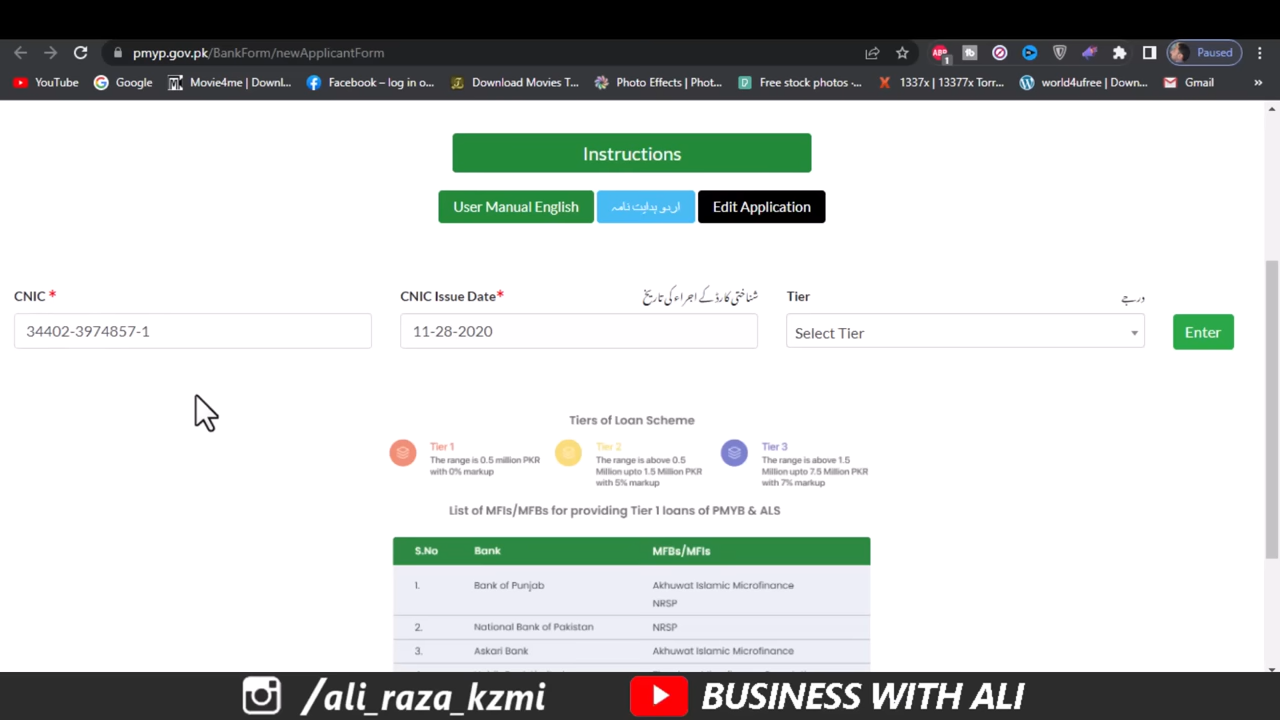 pmyp.gov.pk/BankForm/newApplicantForm
ABP
1
Paused
YouTube
Google
Movie4me | Downl...
Facebook – log in o...
Download Movies T...
Photo Effects | Phot...
Free stock photos -...
1337x | 13377x Torr...
world4ufree | Down...
Gmail
»
Instructions
User Manual English
اردو ہدایت نامہ
Edit Application
CNIC *
CNIC Issue Date*
شناختی کارڈ کے اجراء کی تاریخ
Tier
درجے
34402-3974857-1
11-28-2020
Select Tier
Enter
Tiers of Loan Scheme
Tier 1
The range is 0.5 million PKR
with 0% markup
Tier 2
The range is above 0.5
Million upto 1.5 Million PKR
with 5% markup
Tier 3
The range is above 1.5
Million upto 7.5 Million PKR
with 7% markup
List of MFIs/MFBs for providing Tier 1 loans of PMYB & ALS
S.No Bank MFBs/MFIs
1. Bank of Punjab Akhuwat Islamic Microfinance
NRSP
2. National Bank of Pakistan NRSP
3. Askari Bank Akhuwat Islamic Microfinance
/ali_raza_kzmi
BUSINESS WITH ALI